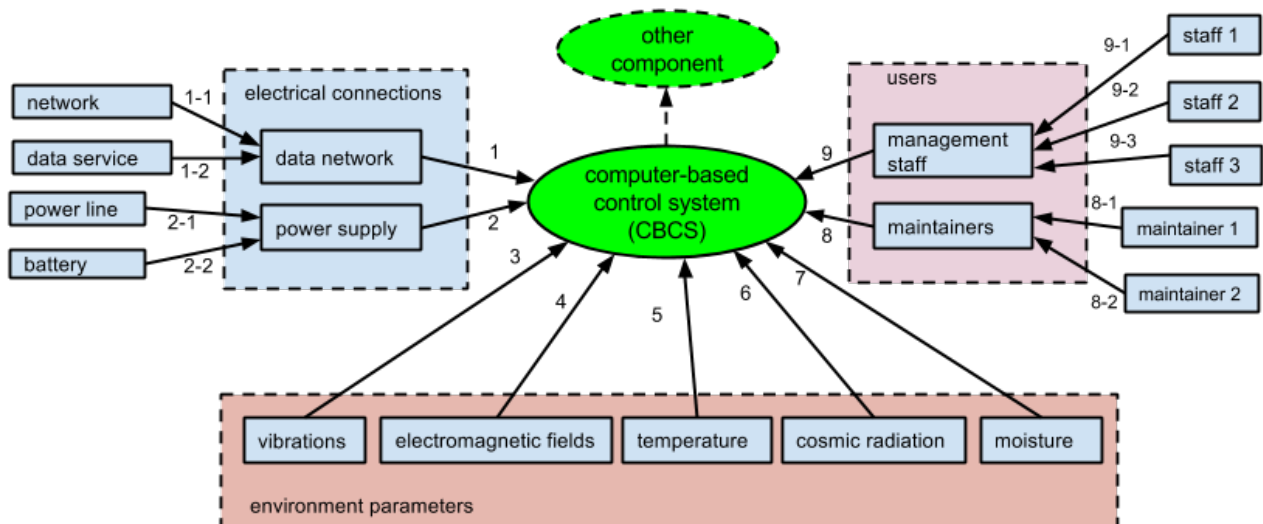 other
component
9-1
staff 1
users
network
1-1
electrical connections
9-2
staff 2
data network
1
management
staff
9
9-3
staff 3
data service
1-2
computer-based
control system
(CBCS)
power line
2-1
power supply
2
8
maintainers
8-1
maintainer 1
battery
2-2
3
7
8-2
maintainer 2
4
5
6
vibrations
electromagnetic fields
temperature
cosmic radiation
moisture
environment parameters